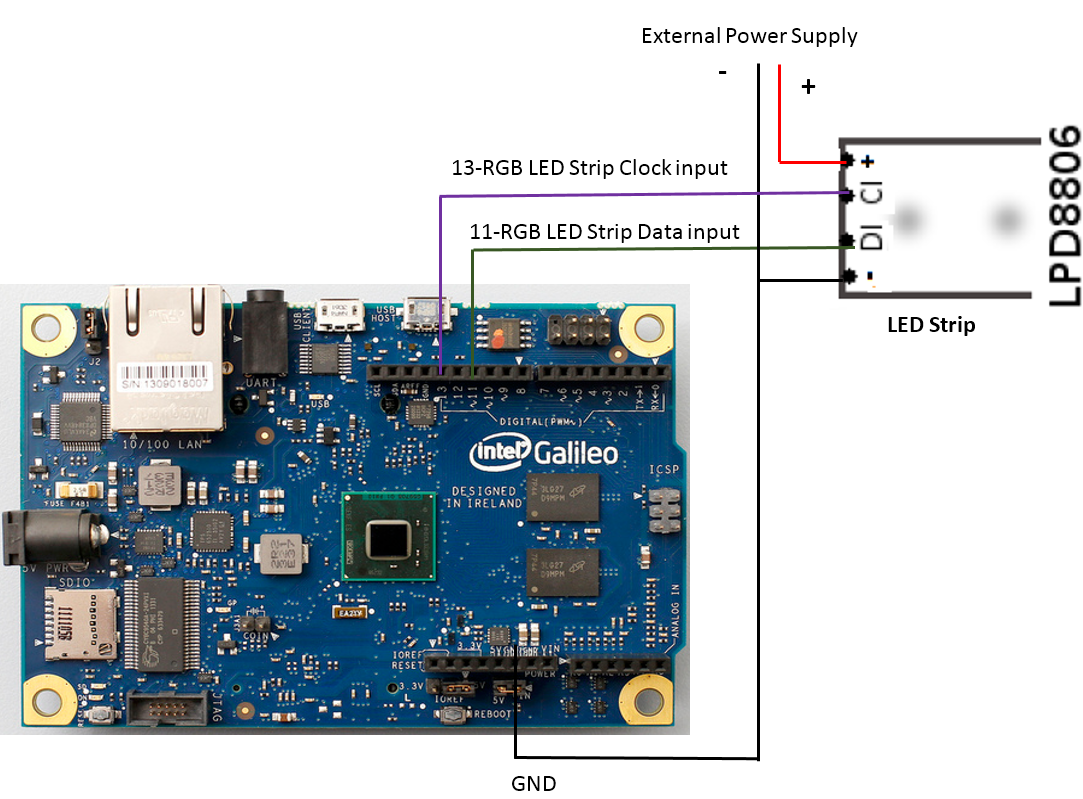 External Power Supply
-
+
13-RGB LED Strip Clock input
11-RGB LED Strip Data input
+
CI
DI
-
LPD8806
LED Strip
J2
S/N 1309018007
10/100 LAN
UART
USB
CLIENT
USB
HOST
USB
13
12
~11
~10
~9
8
7
~6
~5
4
~3
2
TX→1
RX←0
DIGITAL(PWM~)
intel Galileo
DESIGNED
IN IRELAND
ICSP
FUSE F4B1
5V PWR
SDIO
COIN
JTAG
IOREF
RESET
3.3V
5V
VIN
POWER
ANALOG IN
3.3V
IOREF
5V
REBOOT
GND